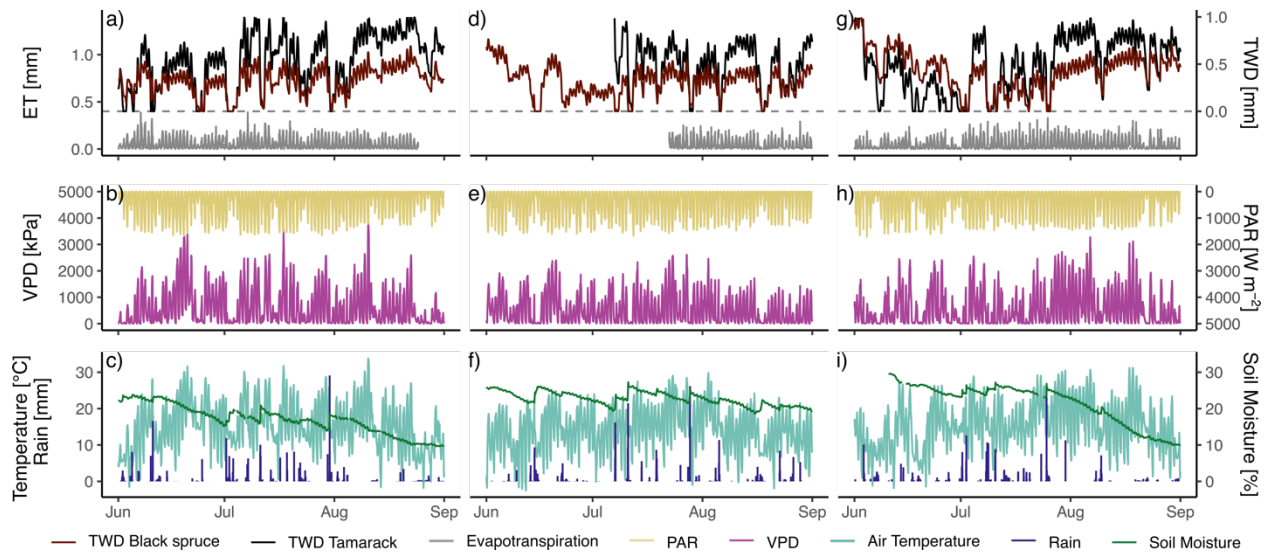 a) d) g)
ET [mm]
1.0
0.5
0.0
1.0
0.5
0.0
TWD [mm]
b) e) h)
VPD [kPa]
5000
4000
3000
2000
1000
0
0
1000
2000
3000
4000
5000
PAR [W m⁻²]
c) f) i)
Temperature [°C]
Rain [mm]
30
20
10
0
30
20
10
0
Soil Moisture [%]
Jun Jul Aug Sep Jun Jul Aug Sep Jun Jul Aug Sep
TWD Black spruce TWD Tamarack Evapotranspiration PAR VPD Air Temperature Rain Soil Moisture